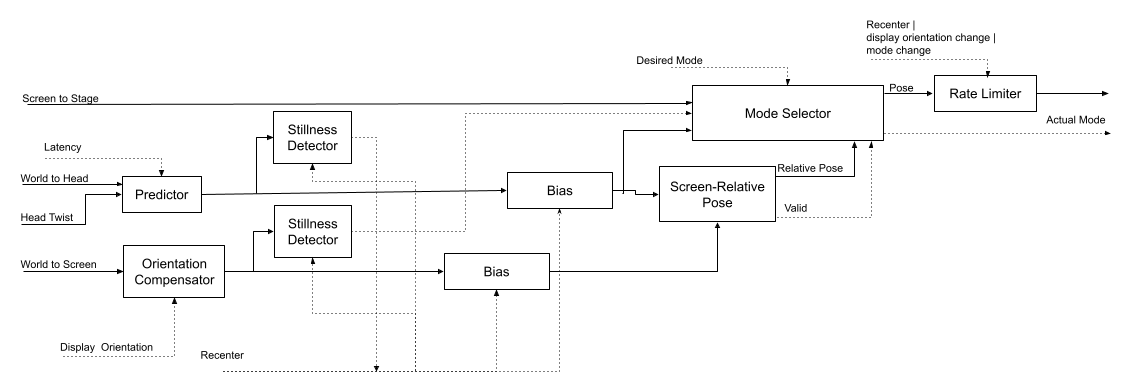 Recenter |
display orientation change |
mode change
Desired Mode
Screen to Stage
Pose
Rate Limiter
Mode Selector
Actual Mode
Stillness
Detector
Latency
World to Head
Predictor
Head Twist
Bias
Screen-Relative
Pose
Relative Pose
Valid
Stillness
Detector
World to Screen
Orientation
Compensator
Bias
Display Orientation
Recenter